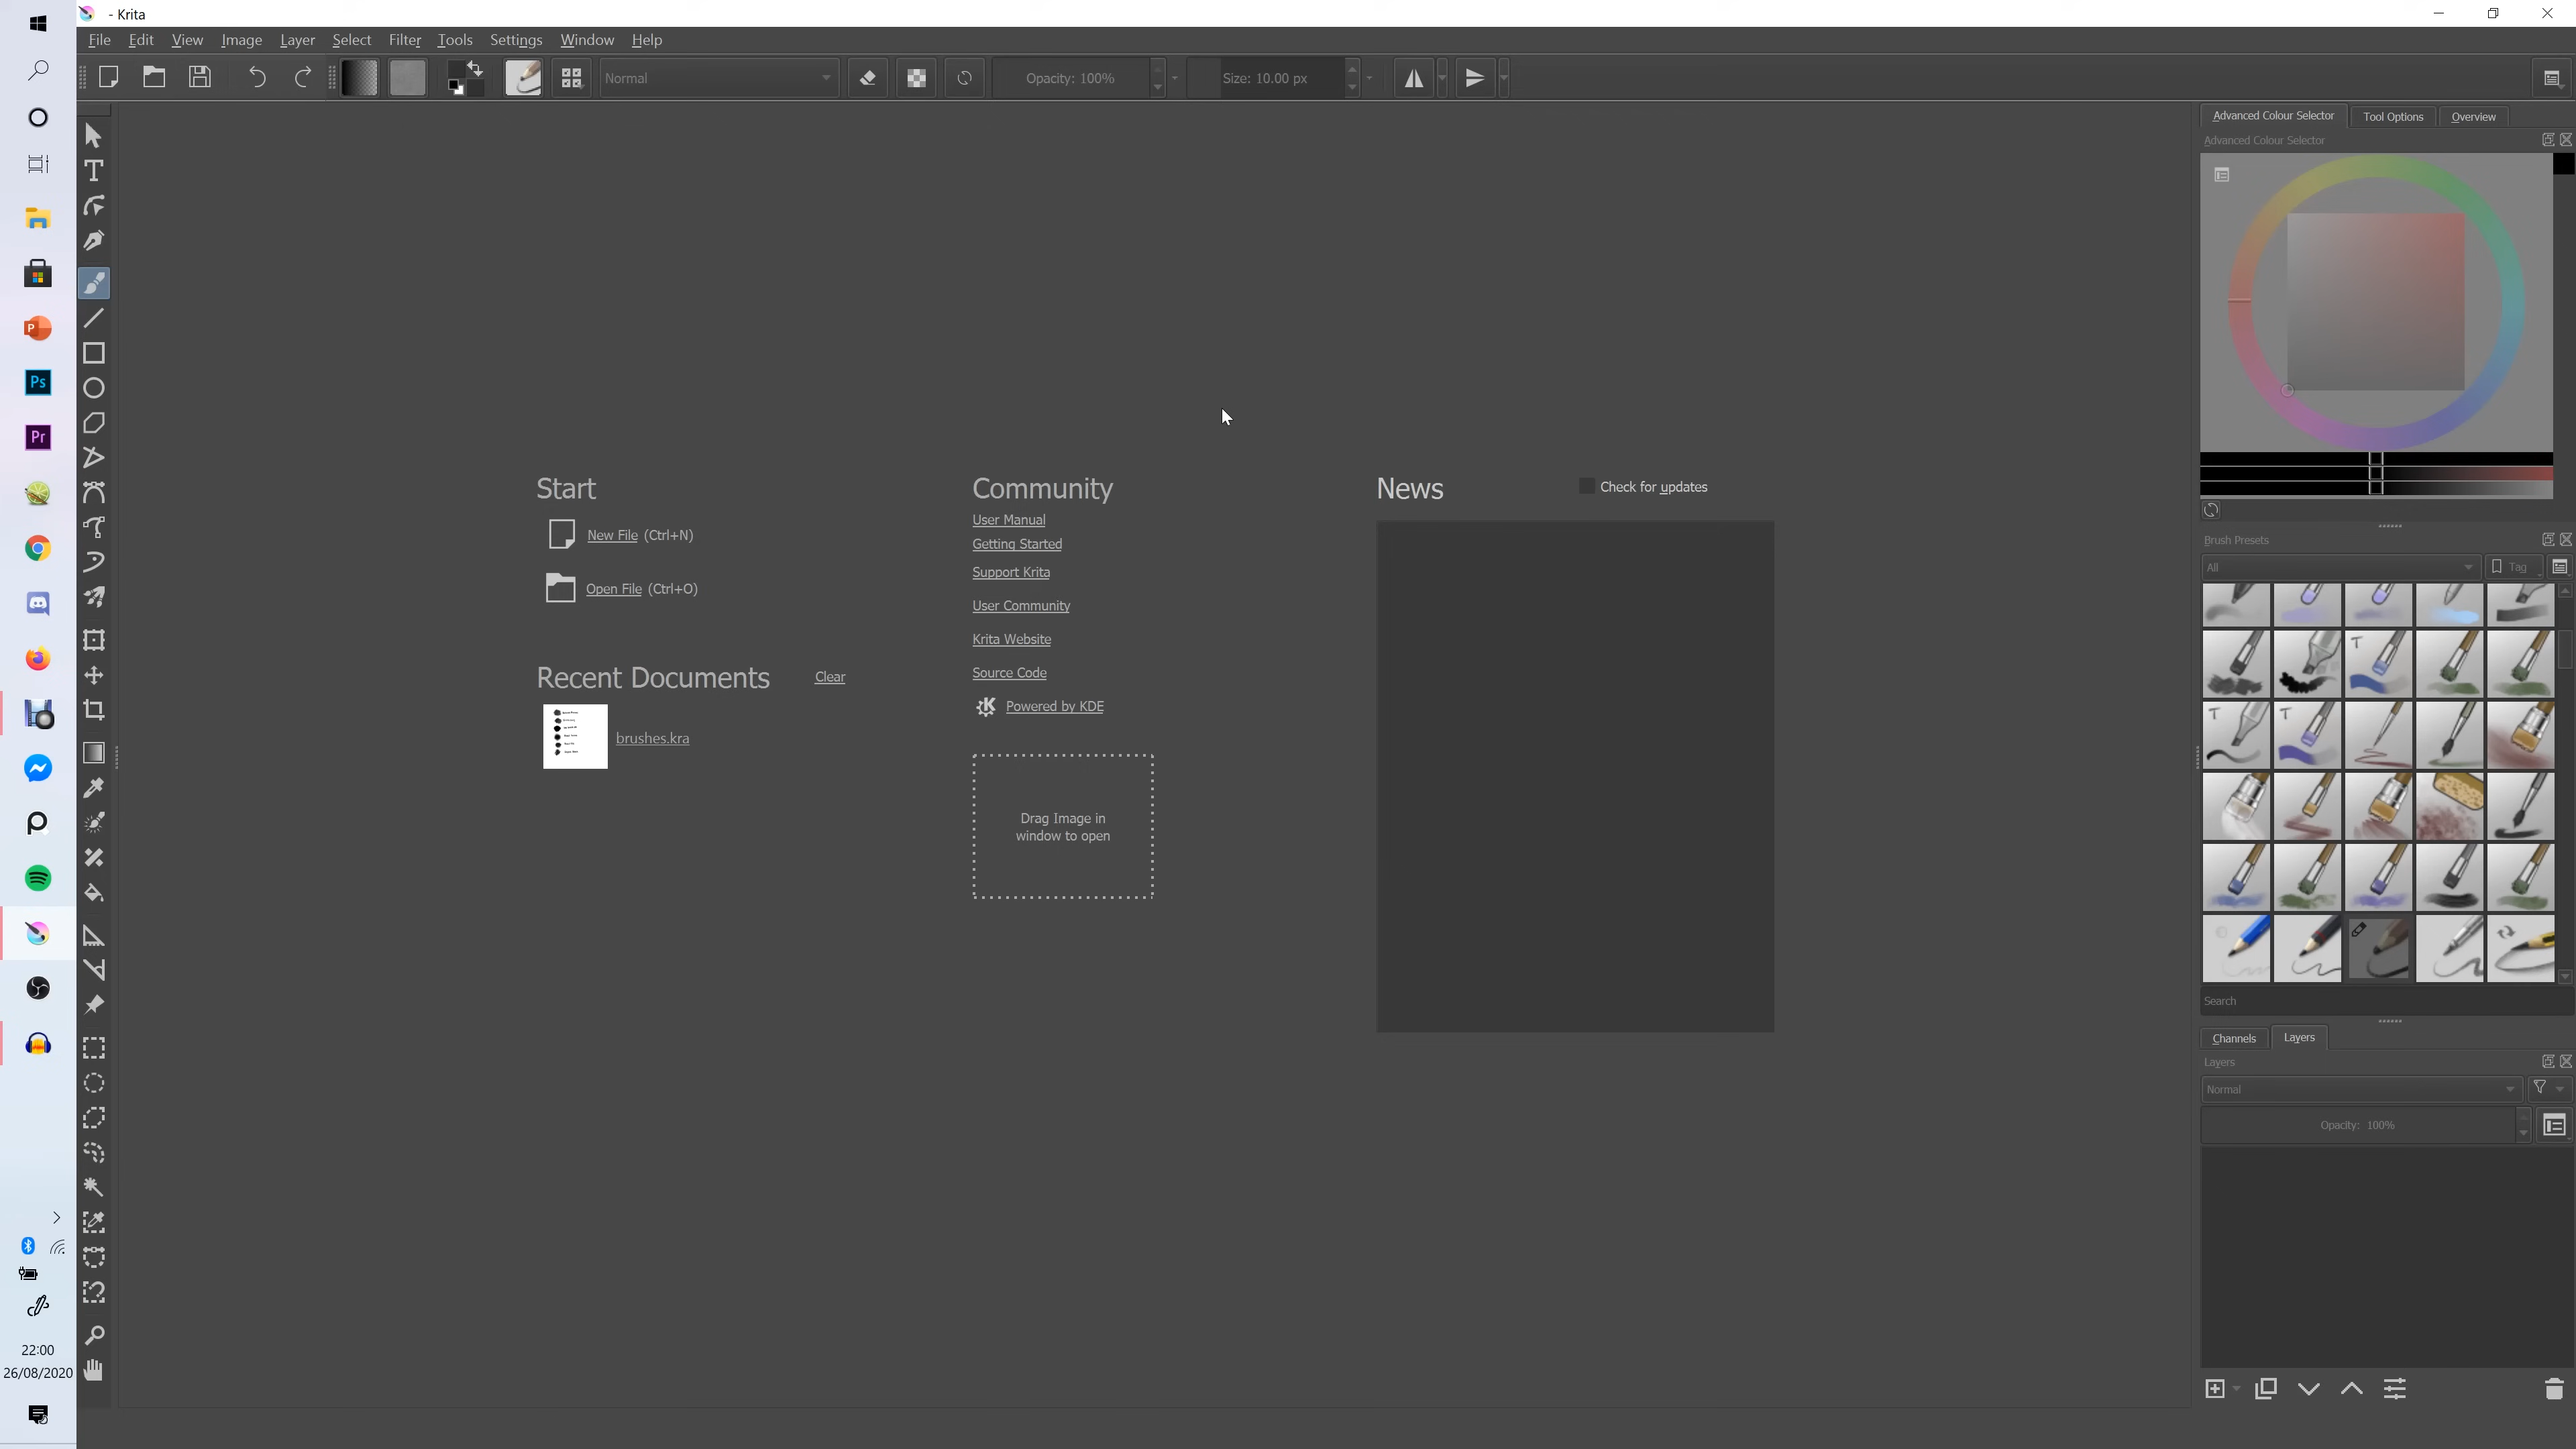 - Krita
File Edit View Image Layer Select Filter Tools Settings Window Help
Normal Opacity: 100% Size: 10.00 px
Advanced Colour Selector Tool Options Overview
Advanced Colour Selector
Start
New File (Ctrl+N)
Open File (Ctrl+O)
Recent Documents Clear
brushes.kra
Community
User Manual
Getting Started
Support Krita
User Community
Krita Website
Source Code
Powered by KDE
Drag Image in
window to open
News Check for updates
Brush Presets
All Tag
T
T T
Search
Channels Layers
Layers
Normal
Opacity: 100%
P
Ps
Pr
22:00
26/08/2020